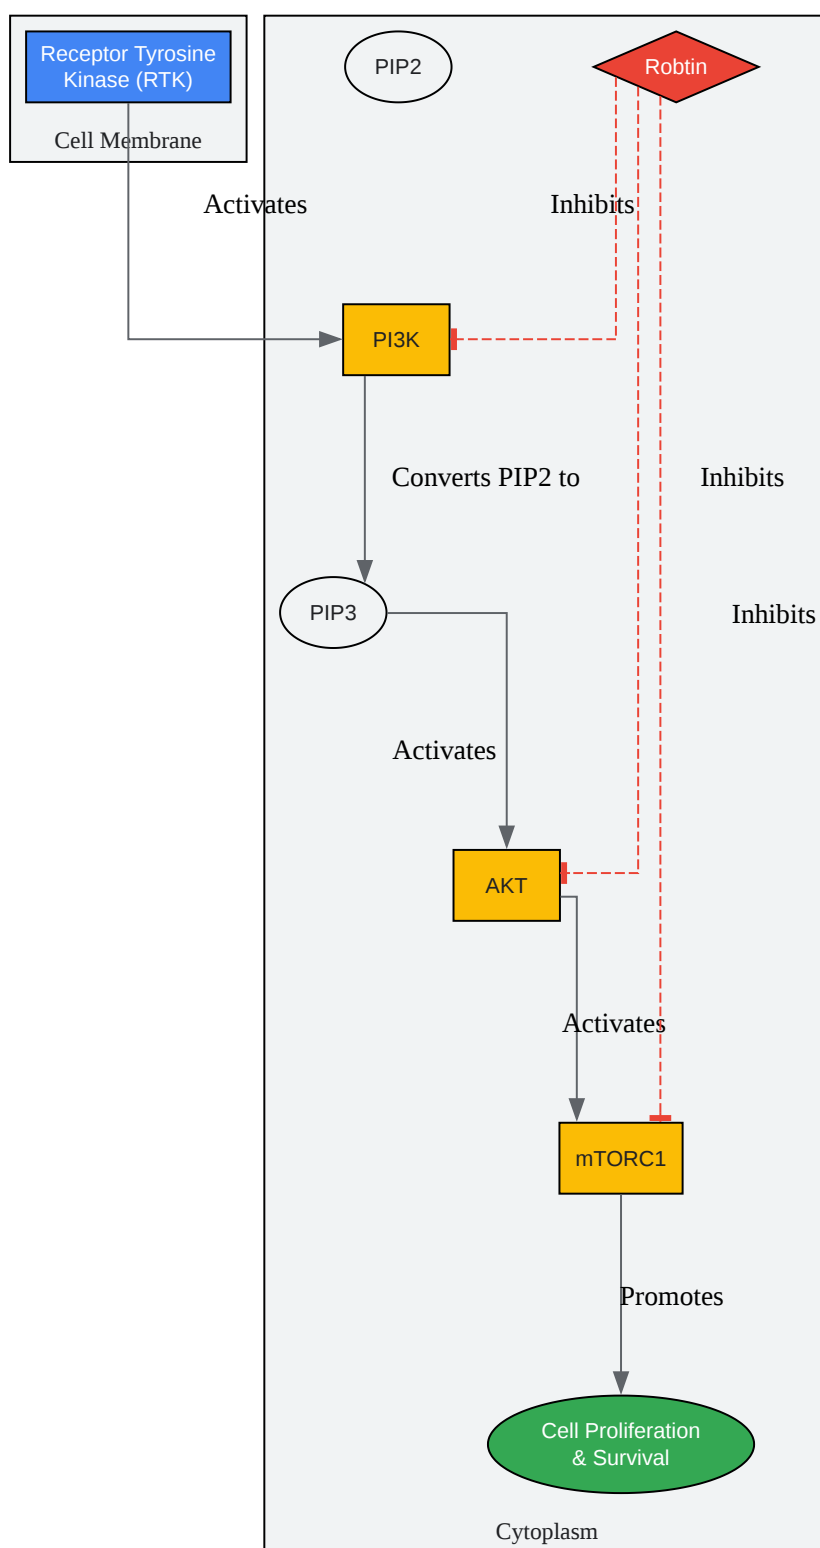 Receptor Tyrosine
Kinase (RTK)
Cell Membrane
PIP2
Robtin
Activates
Inhibits
PI3K
Converts PIP2 to
Inhibits
PIP3
Inhibits
Activates
AKT
Activates
mTORC1
Promotes
Cell Proliferation
& Survival
Cytoplasm